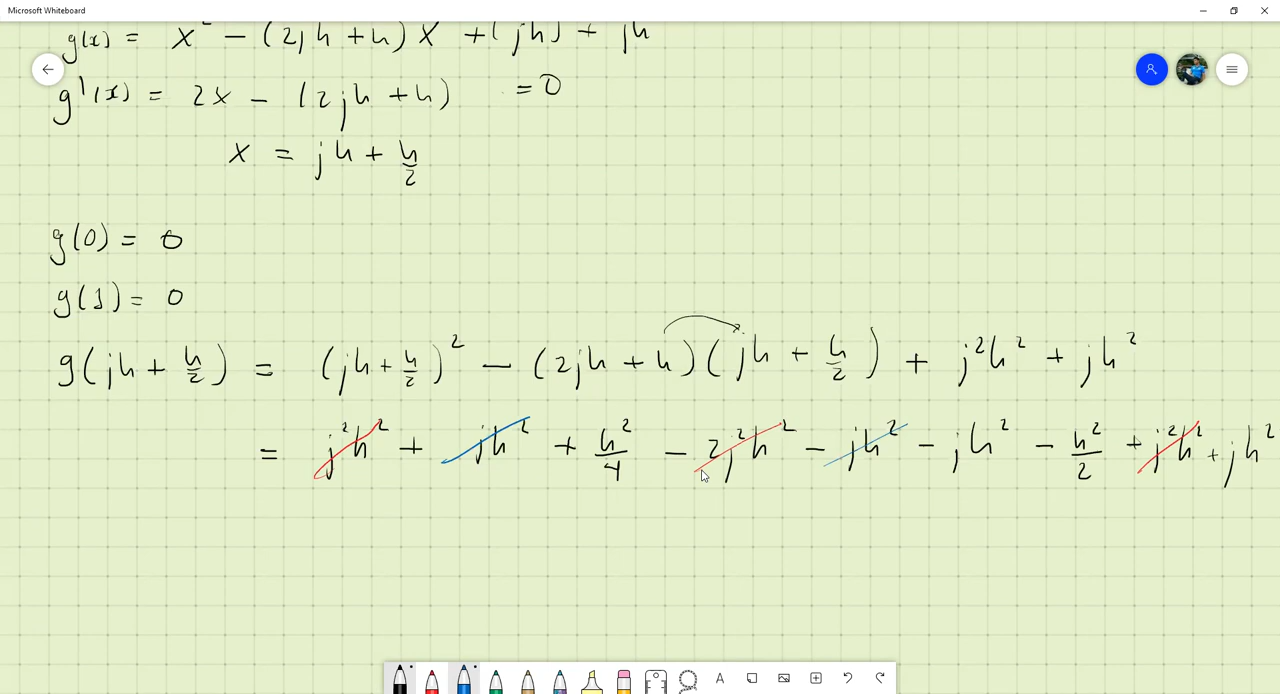 Microsoft Whiteboard
g(x) = x² - (2jh + h) x + (jh) + jh
g'(x) = 2x - (2jh + h) = 0
x = jh + h/2
g(0) = 0
g(1) = 0
g(jh + h/2) = (jh + h/2)² - (2jh + h)(jh + h/2) + j²h² + jh²
= j²h² + jh² + h²/4 - 2j²h² - jh² - jh² - h²/2 + j²h² + jh²
A